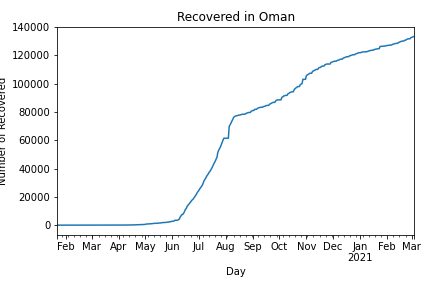 Recovered in Oman
Number of Recovered
140000
120000
100000
80000
60000
40000
20000
0
Feb Mar Apr May Jun Jul Aug Sep Oct Nov Dec Jan Feb Mar
2021
Day